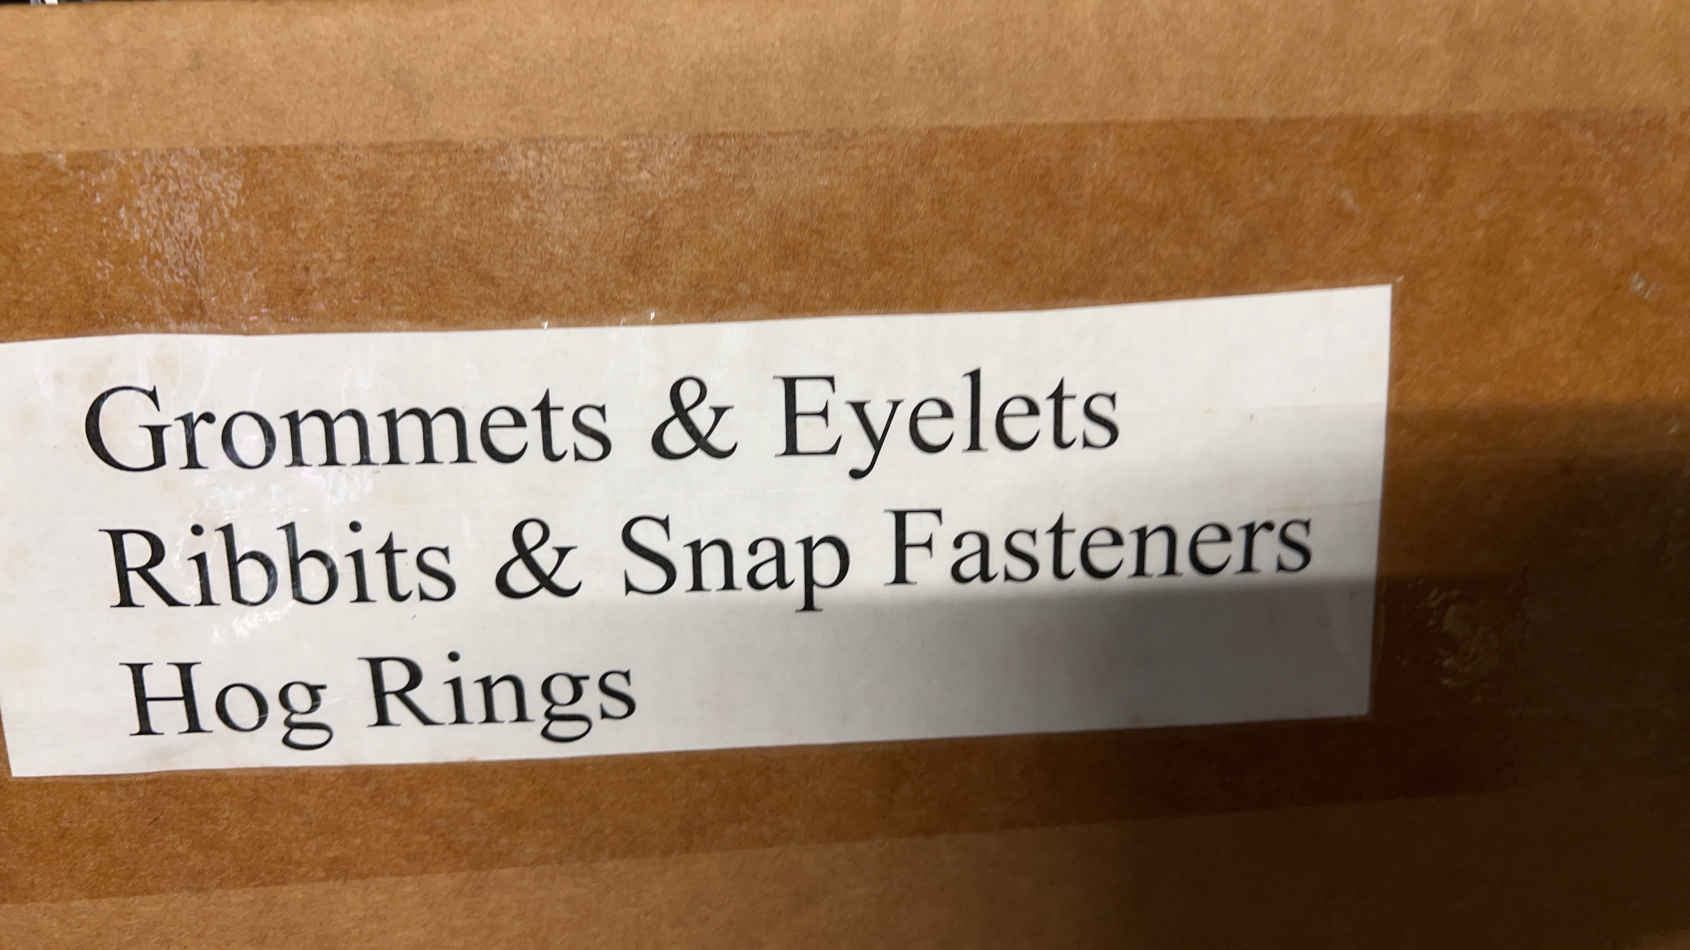 Grommets & Eyelets
Ribbits & Snap Fasteners
Hog Rings